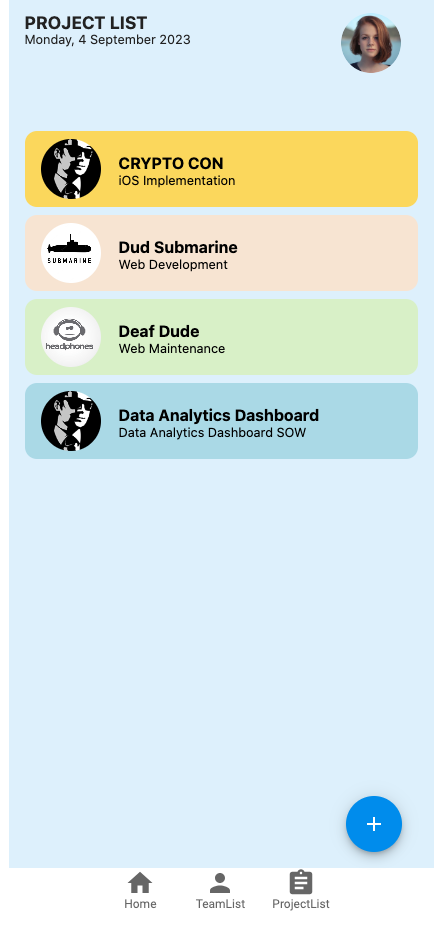 PROJECT LIST
Monday, 4 September 2023
CRYPTO CON
iOS Implementation
SUBMARINE
Dud Submarine
Web Development
headphones
Deaf Dude
Web Maintenance
Data Analytics Dashboard
Data Analytics Dashboard SOW
+
Home
TeamList
ProjectList